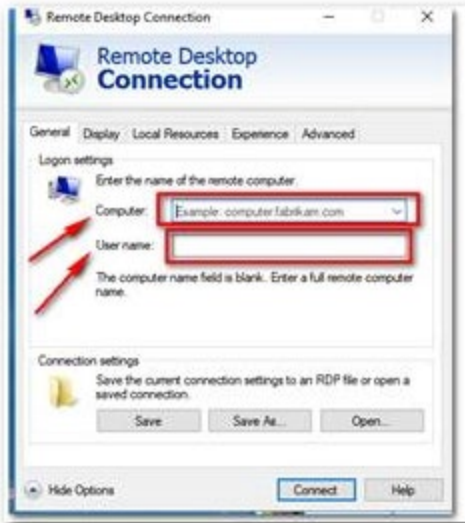 Remote Desktop Connection
Remote Desktop
Connection
General Display Local Resources Experience Advanced
Logon settings
Enter the name of the remote computer.
Computer: Example: computer.fabrikam.com
User name:
The computer name field is blank. Enter a full remote computer
name.
Connection settings
Save the current connection settings to an RDP file or open a
saved connection.
Save Save As... Open...
Hide Options Connect Help